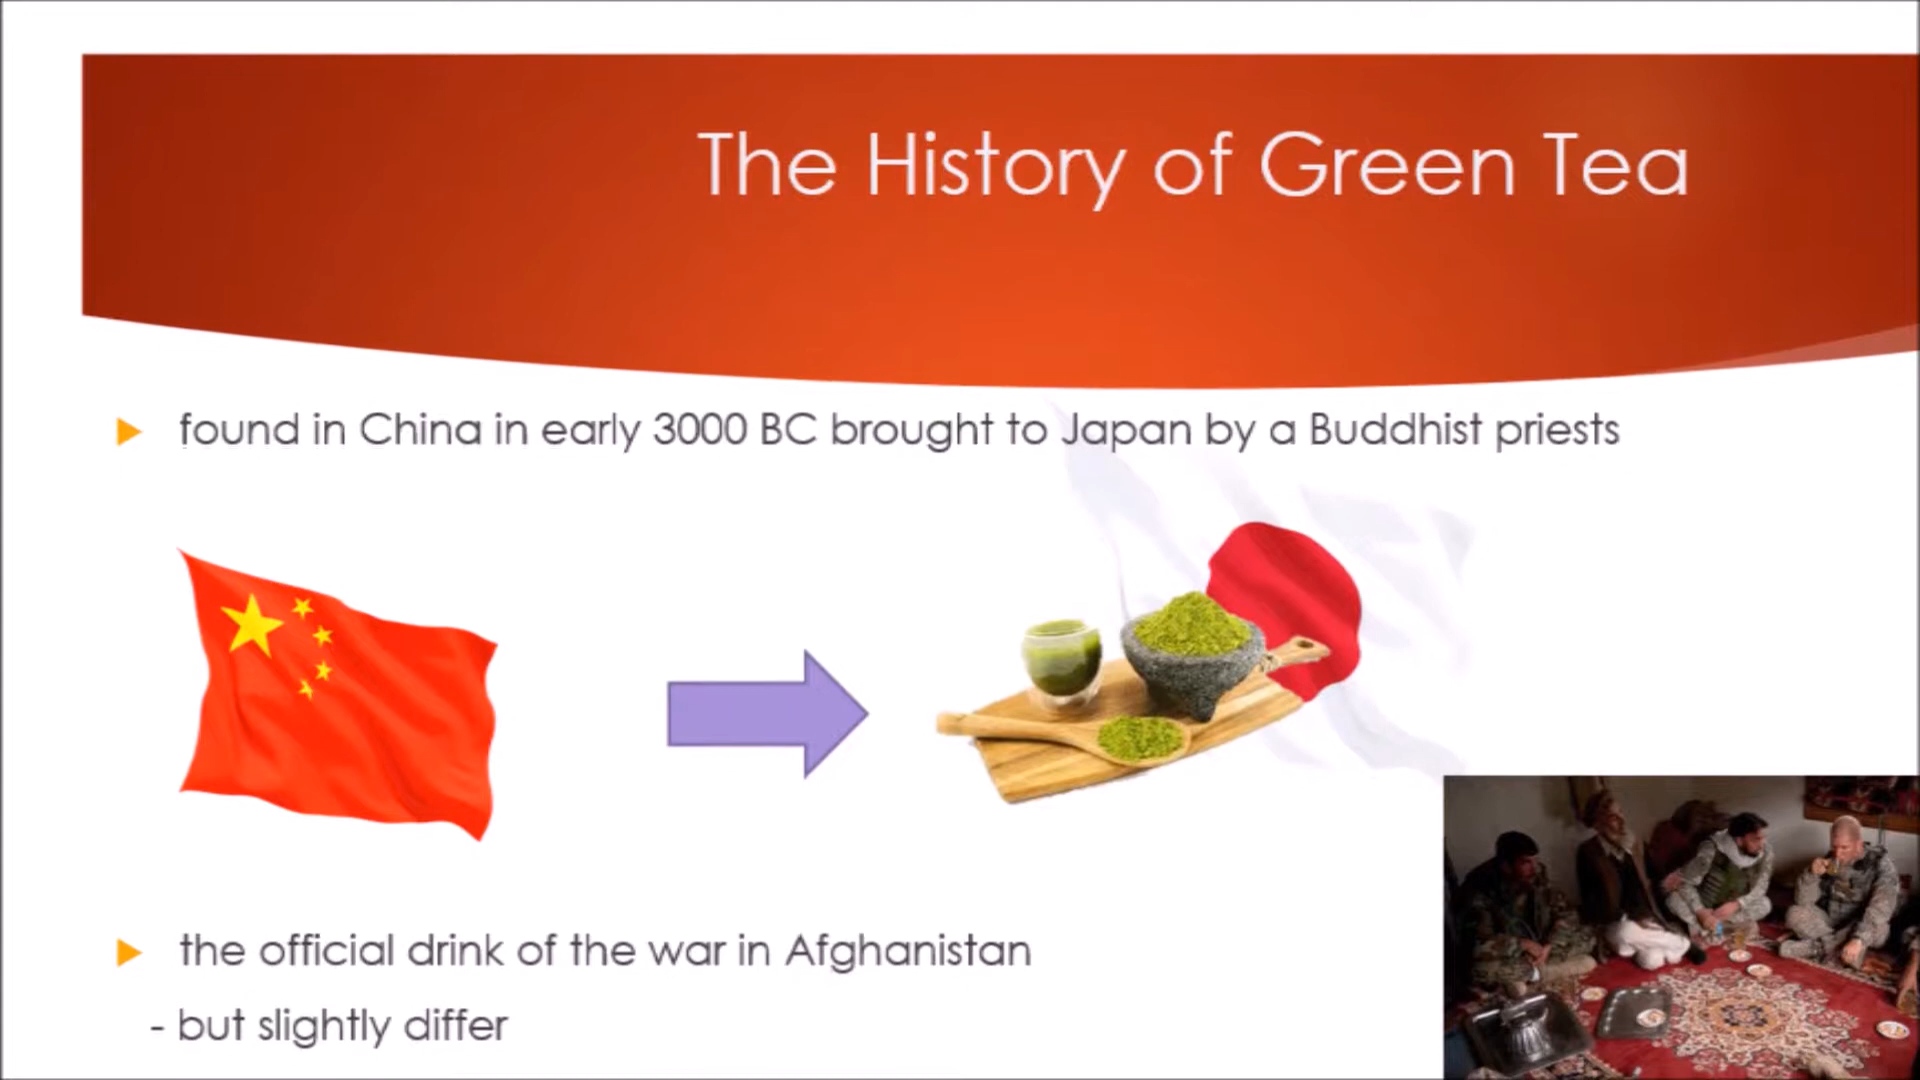 The History of Green Tea
found in China in early 3000 BC brought to Japan by a Buddhist priests
the official drink of the war in Afghanistan
- but slightly differ